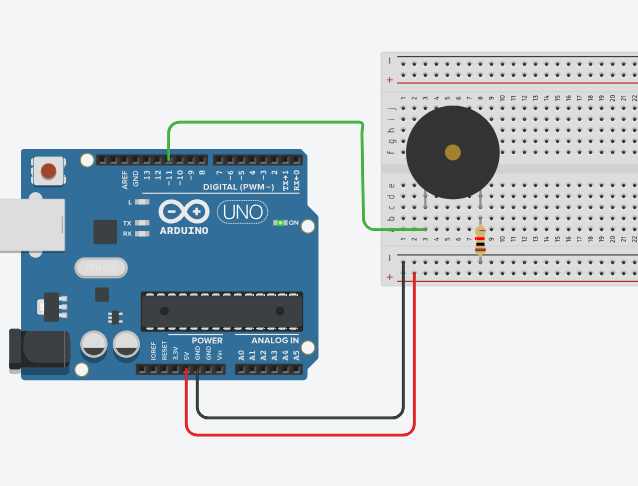 AREF
GND
13
12
~11
~10
~9
8
7
~6
~5
4
~3
2
TX→1
RX←0
DIGITAL (PWM~)
L
TX
RX
ARDUINO
UNO
ON
POWER
ANALOG IN
IOREF
RESET
3.3V
5V
GND
GND
Vin
A0
A1
A2
A3
A4
A5
1 2 3 4 5 6 7 8 9 10 11 12 13 14 15 16 17 18 19 20 21 22
j
i
h
g
f
e
d
c
b
a
1 2 3 4 5 6 7 8 9 10 11 12 13 14 15 16 17 18 19 20 21 22